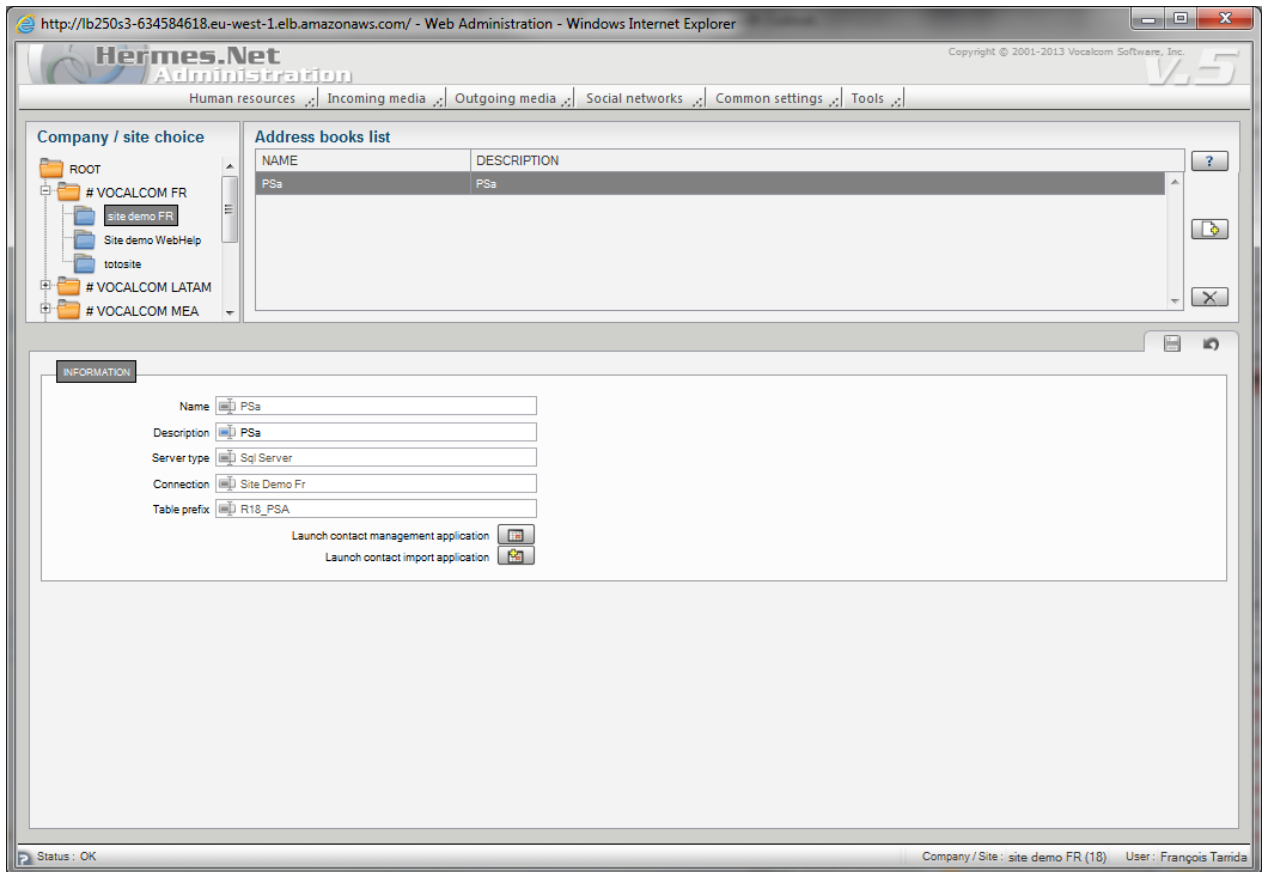 http://lb250s3-634584618.eu-west-1.elb.amazonaws.com/ - Web Administration - Windows Internet Explorer
Hermes.Net
Administration
Copyright © 2001-2013 Vocalcom Software, Inc.
V.5
Human resources Incoming media Outgoing media Social networks Common settings Tools
Company / site choice
ROOT
# VOCALCOM FR
site demo FR
Site demo WebHelp
totosite
# VOCALCOM LATAM
# VOCALCOM MEA
Address books list
NAME DESCRIPTION
PSa PSa
?
INFORMATION
Name PSa
Description PSa
Server type Sql Server
Connection Site Demo Fr
Table prefix R18_PSA
Launch contact management application
Launch contact import application
Status : OK
Company / Site : site demo FR (18) User : François Tarrida